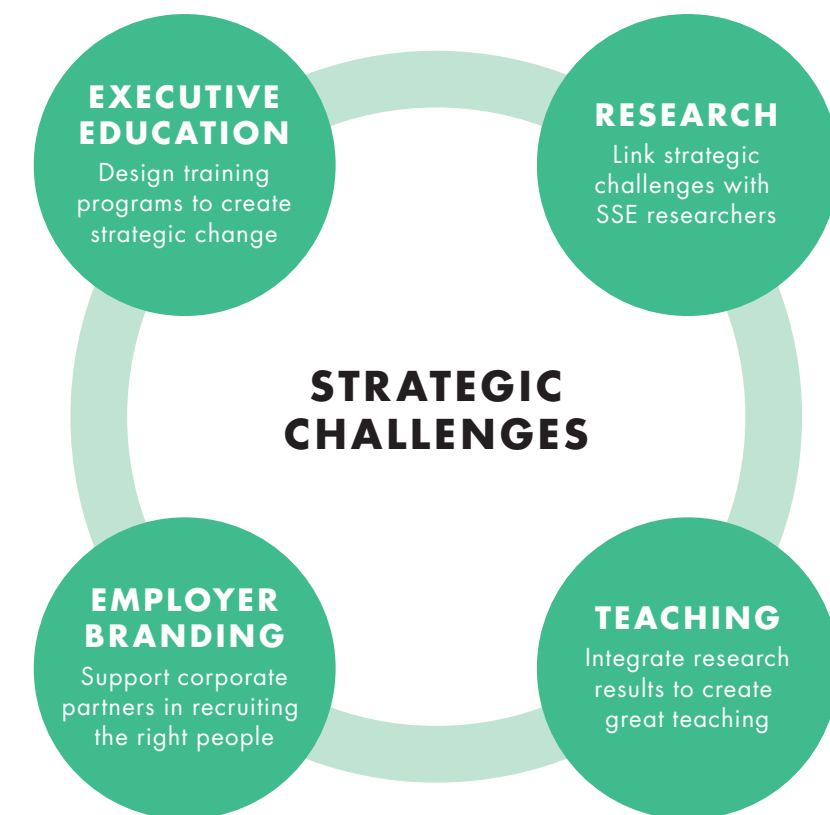 EXECUTIVE
EDUCATION
Design training
programs to create
strategic change
RESEARCH
Link strategic
challenges with
SSE researchers
STRATEGIC
CHALLENGES
EMPLOYER
BRANDING
Support corporate
partners in recruiting
the right people
TEACHING
Integrate research
results to create
great teaching